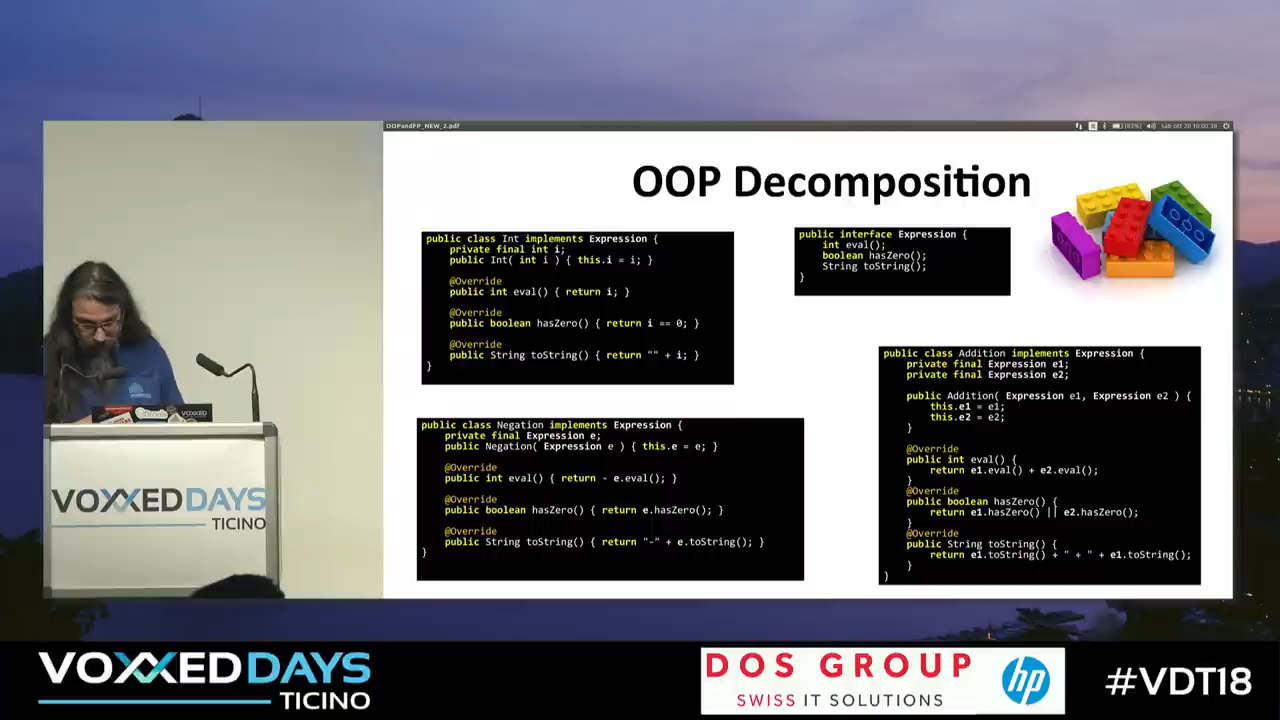 OOPandFP_NEW_2.pdf
OOP Decomposition
public class Int implements Expression {
private final int i;
public Int( int i ) { this.i = i; }
@Override
public int eval() { return i; }
@Override
public boolean hasZero() { return i == 0; }
@Override
public String toString() { return "" + i; }
}
public interface Expression {
int eval();
boolean hasZero();
String toString();
}
public class Negation implements Expression {
private final Expression e;
public Negation( Expression e ) { this.e = e; }
@Override
public int eval() { return - e.eval(); }
@Override
public boolean hasZero() { return e.hasZero(); }
@Override
public String toString() { return "-" + e.toString(); }
}
public class Addition implements Expression {
private final Expression e1;
private final Expression e2;
public Addition( Expression e1, Expression e2 ) {
this.e1 = e1;
this.e2 = e2;
}
@Override
public int eval() {
return e1.eval() + e2.eval();
}
@Override
public boolean hasZero() {
return e1.hasZero() || e2.hasZero();
}
@Override
public String toString() {
return e1.toString() + " + " + e1.toString();
}
}
VOXXED DAYS
TICINO
VOXXED DAYS
TICINO
DOS GROUP
SWISS IT SOLUTIONS
hp
#VDT18